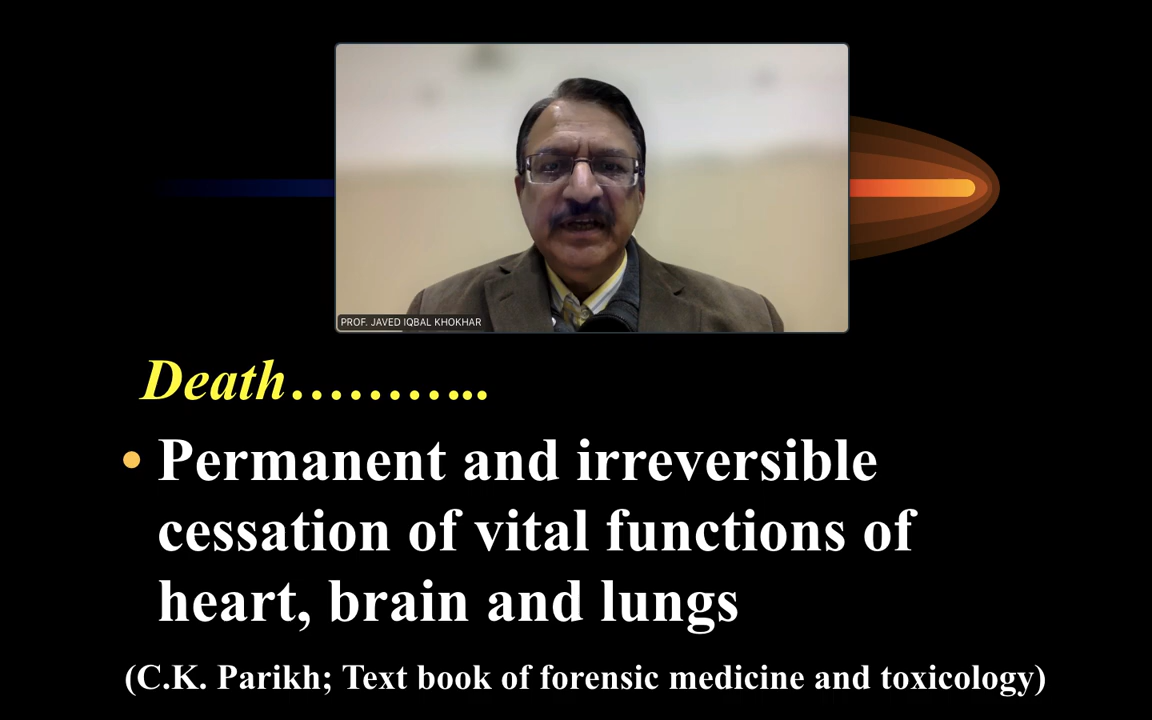 PROF. JAVED IQBAL KHOKHAR
Death………..
• Permanent and irreversible
cessation of vital functions of
heart, brain and lungs
(C.K. Parikh; Text book of forensic medicine and toxicology)